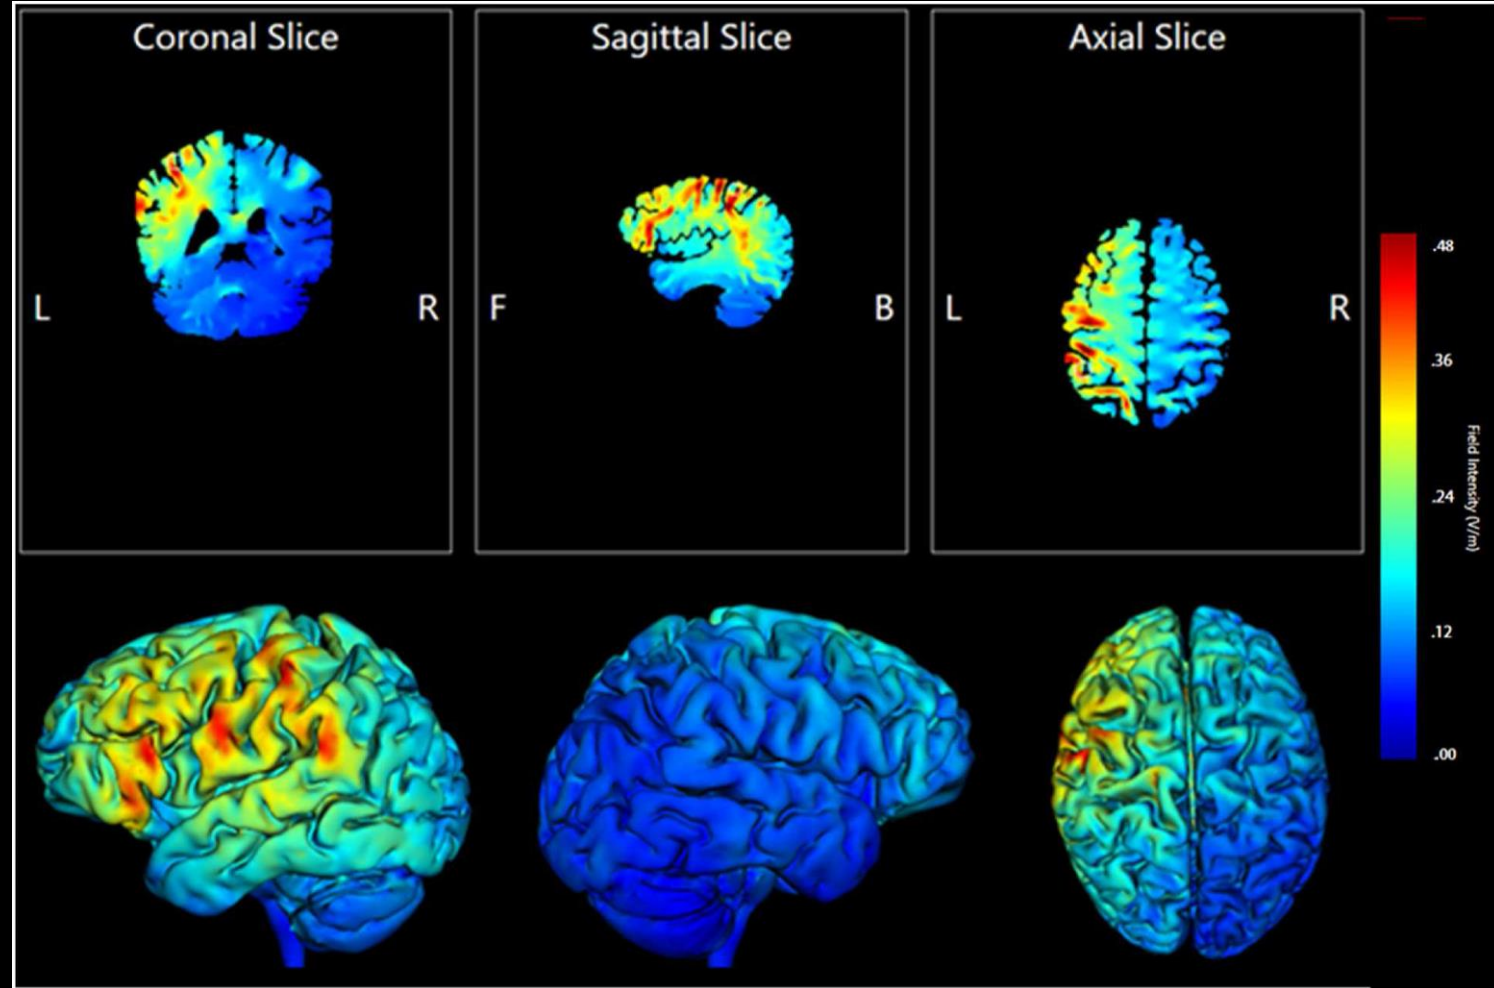 Coronal Slice
Sagittal Slice
Axial Slice
L
R
F
B
L
R
.48
.36
.24
.12
.00
Field Intensity (V/m)